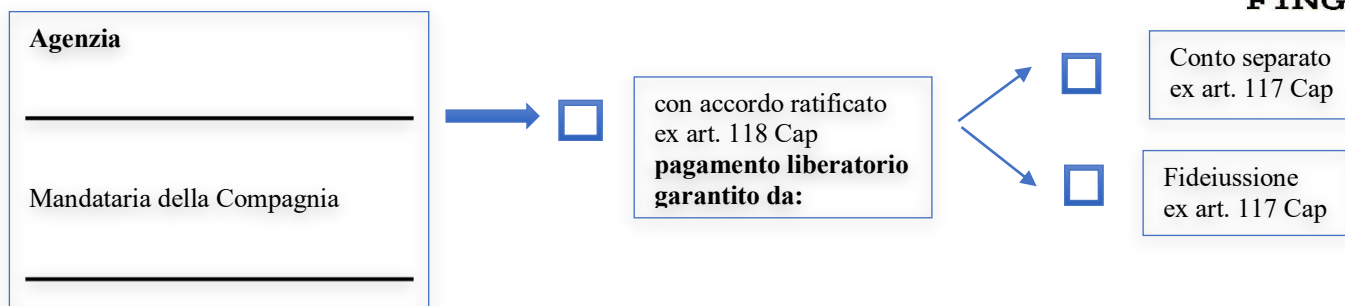 Agenzia
Mandataria della Compagnia
con accordo ratificato
ex art. 118 Cap
pagamento liberatorio
garantito da:
Conto separato
ex art. 117 Cap
Fideiussione
ex art. 117 Cap